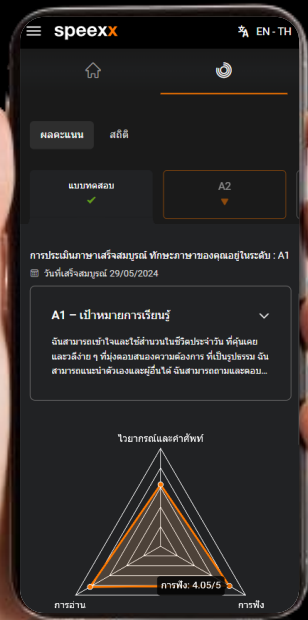 speexx
EN - TH
ผลคะแนน สถิติ
แบบทดสอบ
A2
การประเมินภาษาเสร็จสมบูรณ์ ทักษะภาษาของคุณอยู่ในระดับ : A1
วันที่เสร็จสมบูรณ์ 29/05/2024
A1 – เป้าหมายการเรียนรู้
ฉันสามารถเข้าใจและใช้สำนวนในชีวิตประจำวัน ที่คุ้นเคย
และวลีง่าย ๆ ที่มุ่งตอบสนองความต้องการ ที่เป็นรูปธรรม ฉัน
สามารถแนะนำตัวเองและผู้อื่นได้ ฉันสามารถถามและตอบ...
ไวยากรณ์และคำศัพท์
การฟัง: 4.05/5
การอ่าน
การฟัง